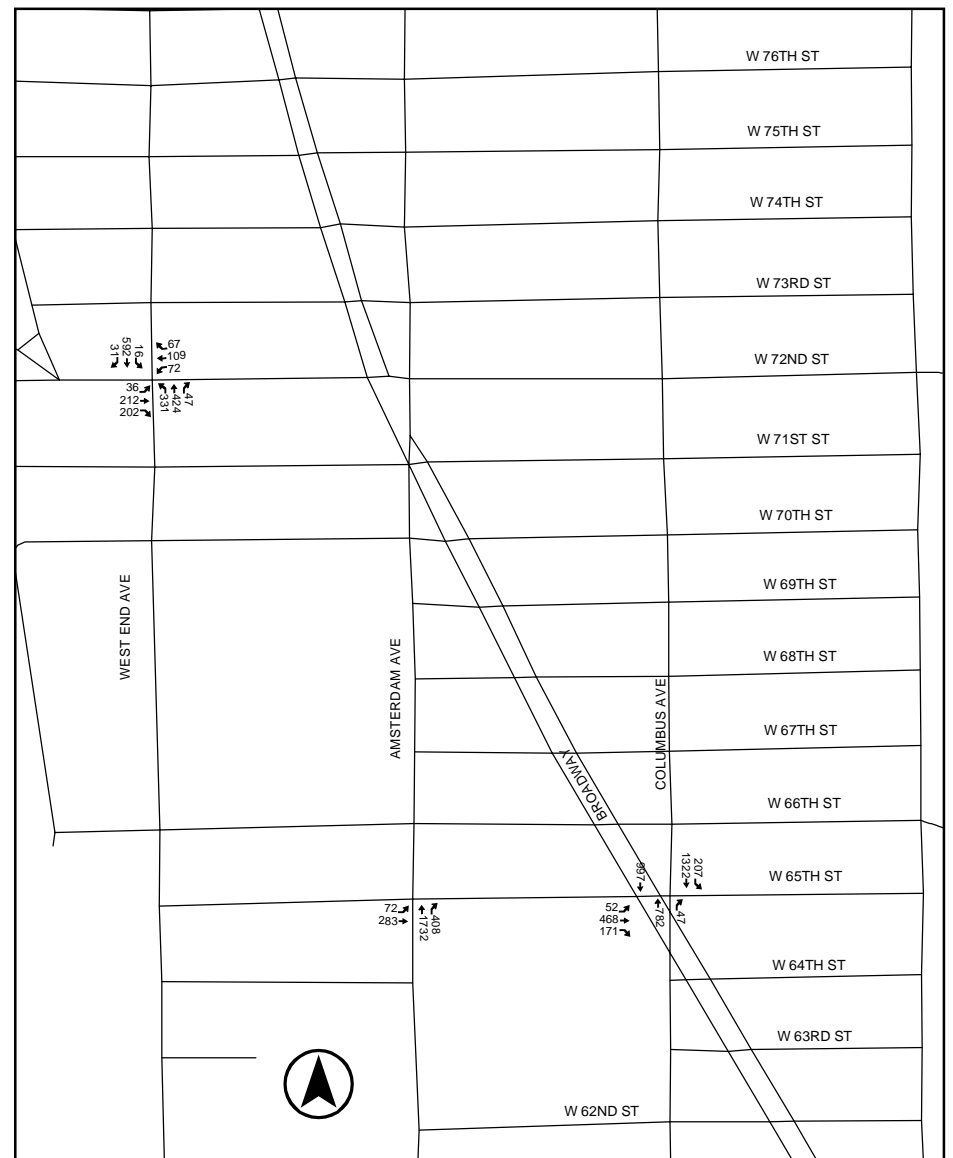 W 76TH ST
W 75TH ST
W 74TH ST
W 73RD ST
67
109
72
16
592
31
W 72ND ST
36
212
202
331
424
47
W 71ST ST
W 70TH ST
W 69TH ST
WEST END AVE
AMSTERDAM AVE
W 68TH ST
COLUMBUS AVE
W 67TH ST
BROADWAY
W 66TH ST
997
1322
207
W 65TH ST
72
283
1732
408
52
468
171
782
47
W 64TH ST
W 63RD ST
W 62ND ST